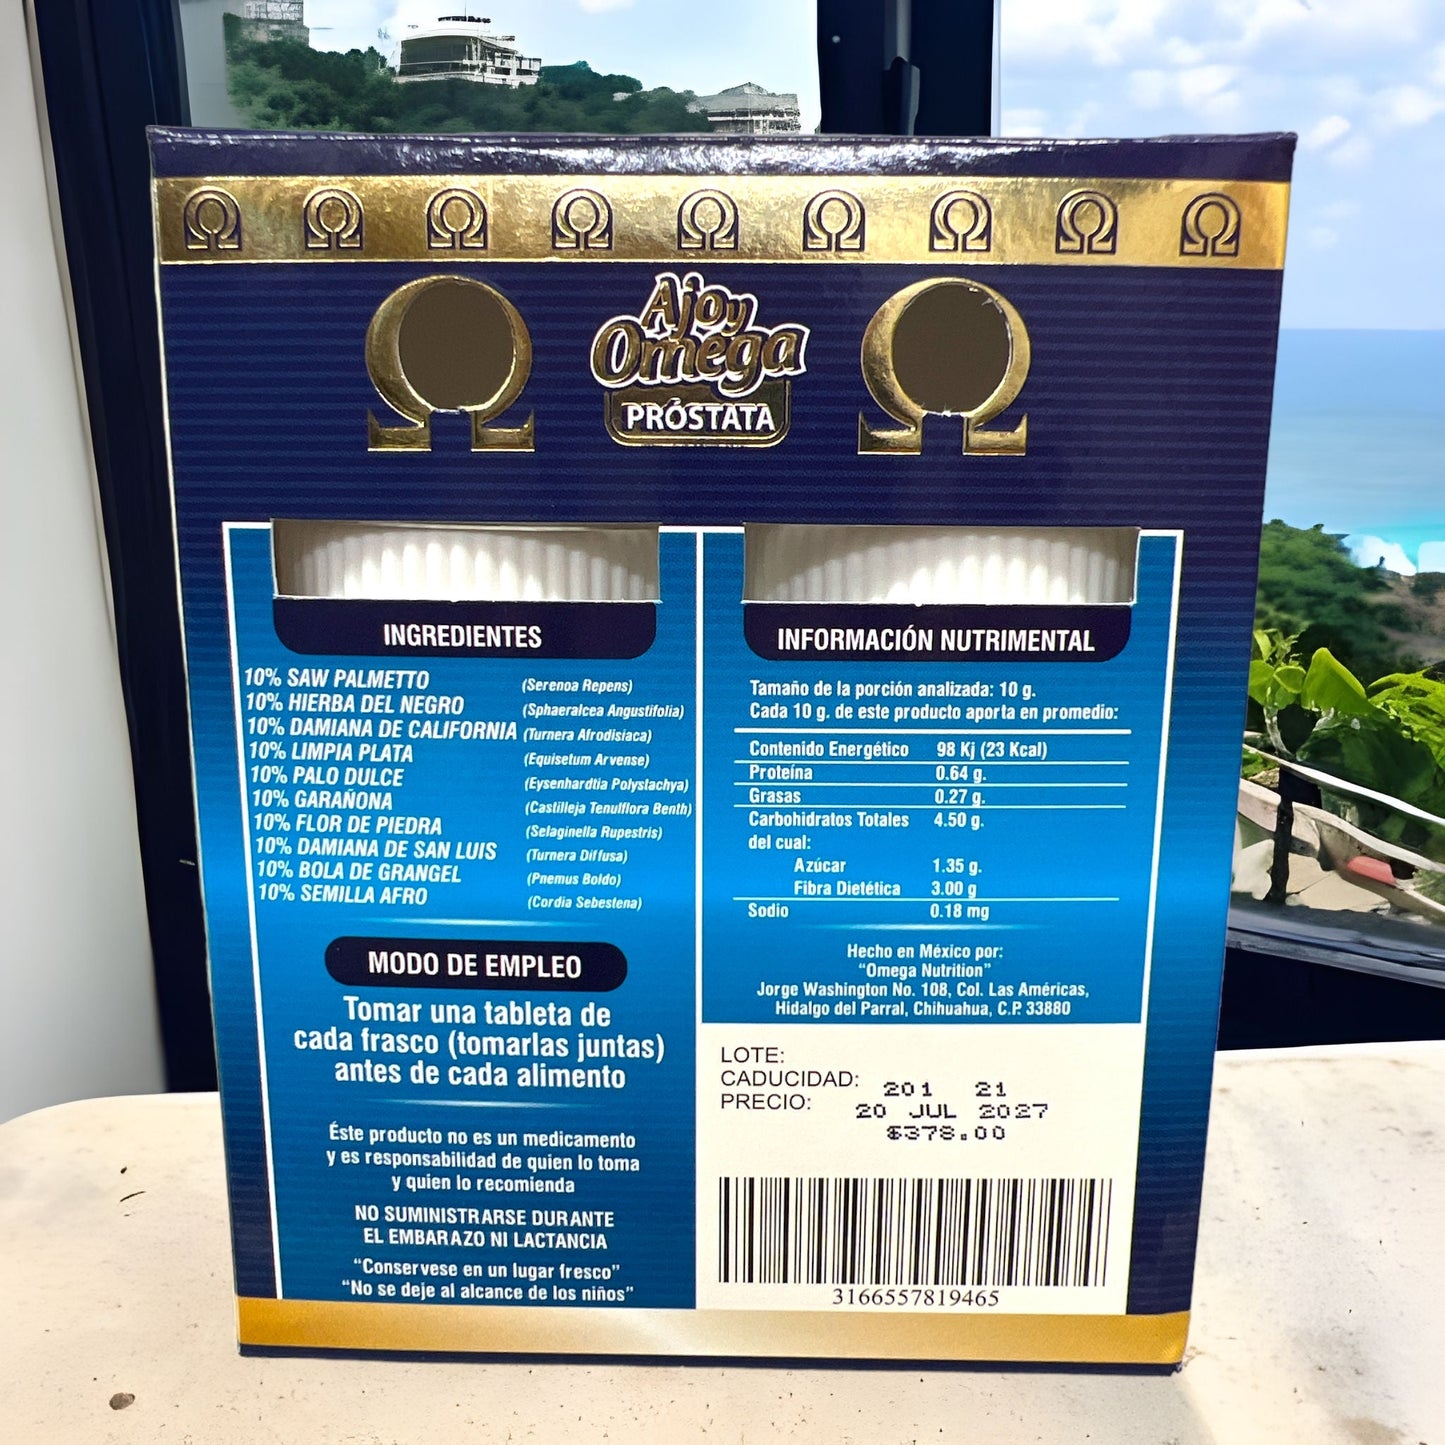 Ajo y
Omega
PRÓSTATA
INGREDIENTES
10% SAW PALMETTO (Serenoa Repens)
10% HIERBA DEL NEGRO (Sphaeralcea Angustifolia)
10% DAMIANA DE CALIFORNIA (Turnera Afrodisiaca)
10% LIMPIA PLATA (Equisetum Arvense)
10% PALO DULCE (Eysenhardtia Polystachya)
10% GARAÑONA (Castilleja Tenulflora Benth)
10% FLOR DE PIEDRA (Selaginella Rupestris)
10% DAMIANA DE SAN LUIS (Turnera Diffusa)
10% BOLA DE GRANGEL (Pnemus Boldo)
10% SEMILLA AFRO (Cordia Sebestena)
MODO DE EMPLEO
Tomar una tableta de
cada frasco (tomarlas juntas)
antes de cada alimento
Éste producto no es un medicamento
y es responsabilidad de quien lo toma
y quien lo recomienda
NO SUMINISTRARSE DURANTE
EL EMBARAZO NI LACTANCIA
“Conservese en un lugar fresco”
“No se deje al alcance de los niños”
INFORMACIÓN NUTRIMENTAL
Tamaño de la porción analizada: 10 g.
Cada 10 g. de este producto aporta en promedio:
Contenido Energético 98 Kj (23 Kcal)
Proteína 0.64 g.
Grasas 0.27 g.
Carbohidratos Totales 4.50 g.
del cual:
Azúcar 1.35 g.
Fibra Dietética 3.00 g
Sodio 0.18 mg
Hecho en México por:
“Omega Nutrition”
Jorge Washington No. 108, Col. Las Américas,
Hidalgo del Parral, Chihuahua, C.P. 33880
LOTE: 201 21
CADUCIDAD: 20 JUL 2027
PRECIO: $378.00
3166557819465